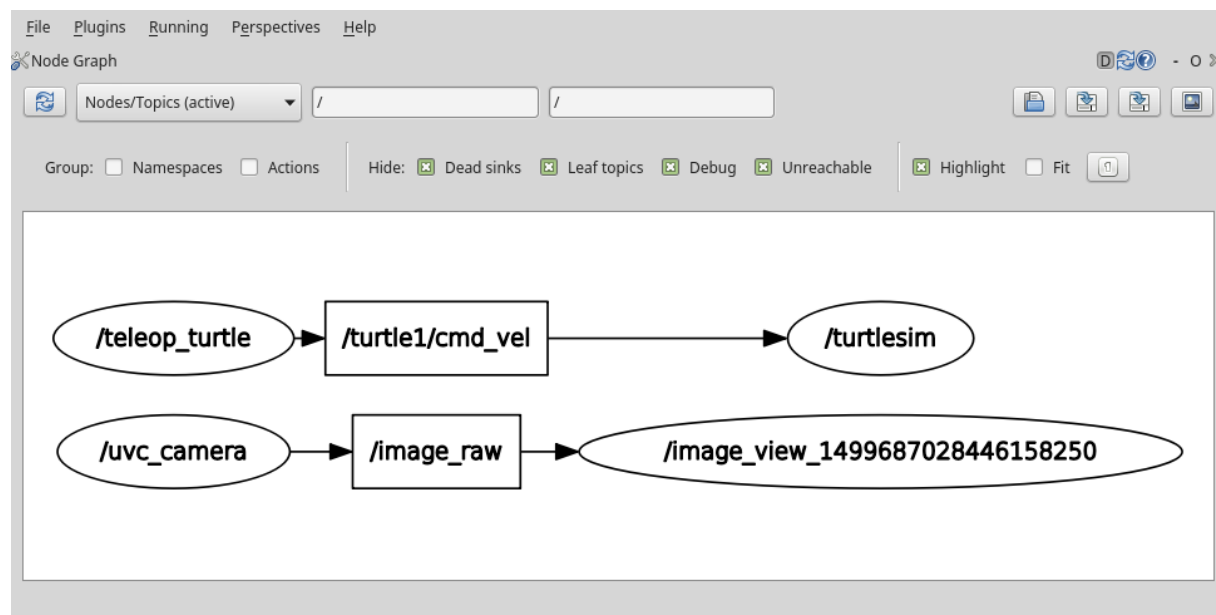 File Plugins Running Perspectives Help
Node Graph D - O
Nodes/Topics (active) / /
Group: Namespaces Actions Hide: Dead sinks Leaf topics Debug Unreachable Highlight Fit
/teleop_turtle /turtle1/cmd_vel /turtlesim
/uvc_camera /image_raw /image_view_1499687028446158250